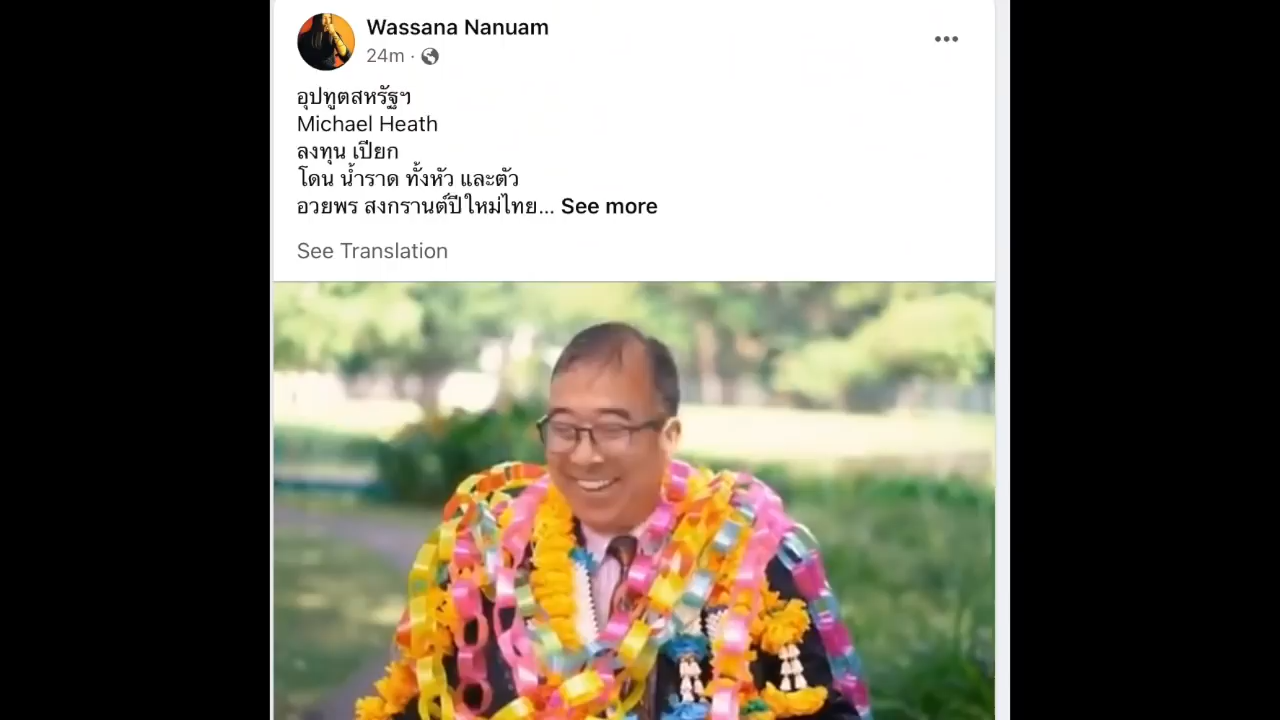 Wassana Nanuam
24m ·
อุปทูตสหรัฐฯ
Michael Heath
ลงทุน เปียก
โดน น้ำราด ทั้งหัว และตัว
อวยพร สงกรานต์ปีใหม่ไทย... See more
See Translation